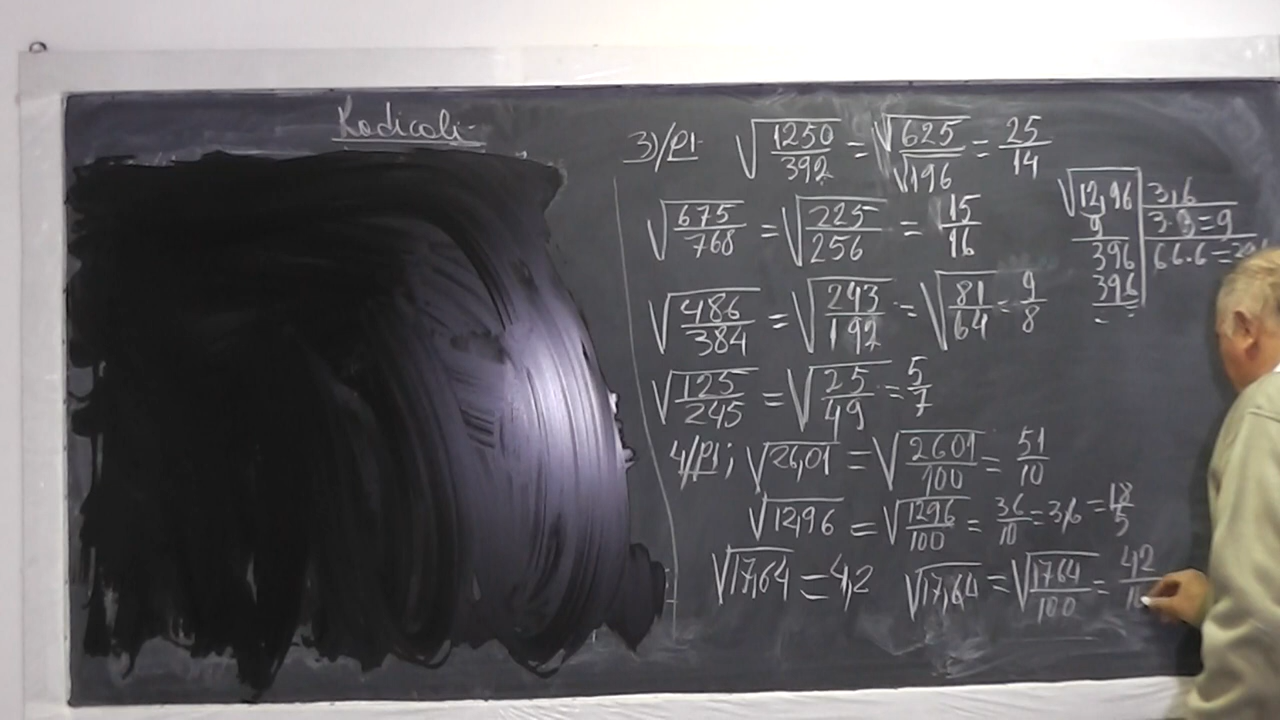 Radicali
3)/p1 √(1250/392) = √625/√196 = 25/14
√(675/768) = √(225/256) = 15/16
√(486/384) = √(243/192) = √(81/64) = 9/8
√(125/245) = √(25/49) = 5/7
4/p1; √26,01 = √(2601/100) = 51/10
√12,96 = √(1296/100) = 36/10 = 3,6 = 18/5
√17,64 = 4,2 √17,64 = √(1764/100) = 42/
√12,96 | 3,6
9 | 3·3=9
396 | 66·6=
396
- =